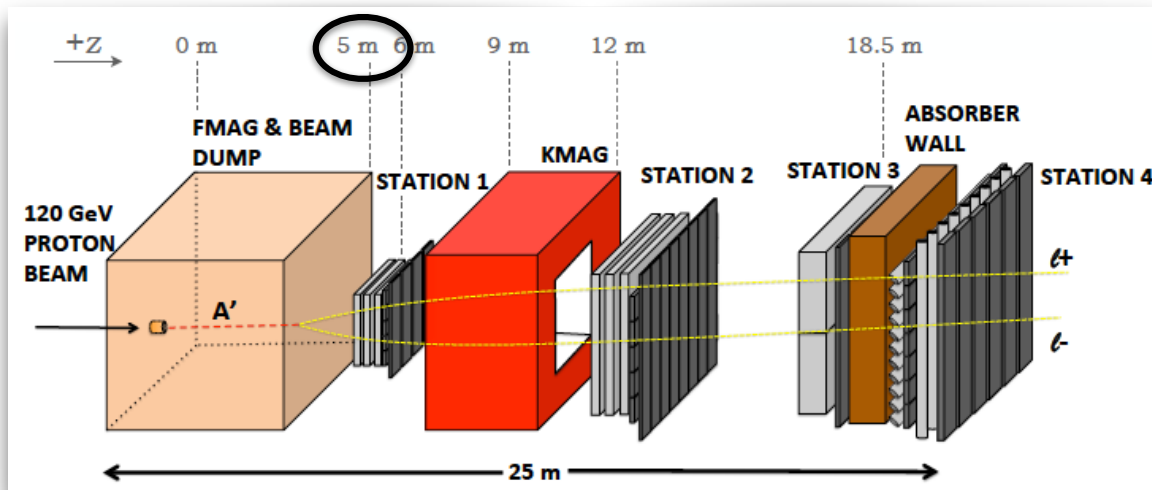 +z
0 m
5 m
6 m
9 m
12 m
18.5 m
FMAG & BEAM
DUMP
STATION 1
KMAG
STATION 2
STATION 3
ABSORBER
WALL
STATION 4
120 GeV
PROTON
BEAM
A'
ℓ+
ℓ-
25 m